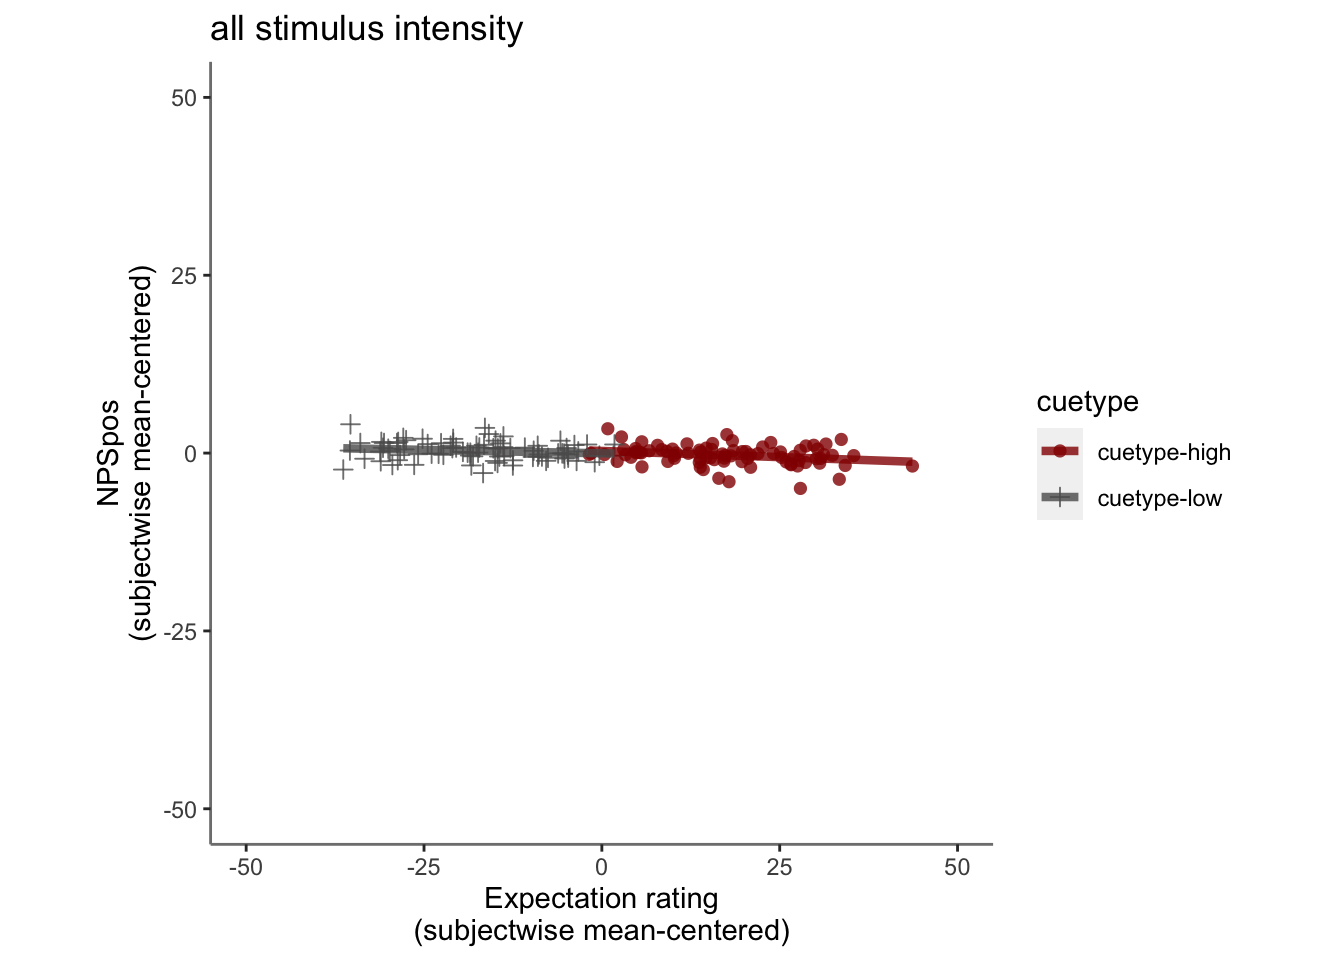 all stimulus intensity
50
25
0
-25
-50
NPSpos
(subjectwise mean-centered)
-50
-25
0
25
50
Expectation rating
(subjectwise mean-centered)
cuetype
cuetype-high
cuetype-low